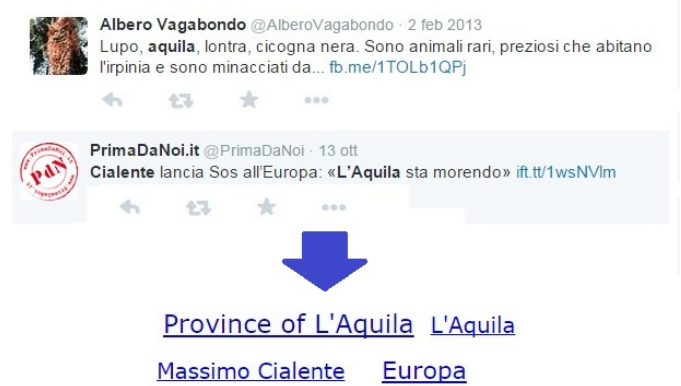 Albero Vagabondo @AlberoVagabondo · 2 feb 2013
Lupo, aquila, lontra, cicogna nera. Sono animali rari, preziosi che abitano
l'irpinia e sono minacciati da... fb.me/1TOLb1QPj
PrimaDaNoi.it @PrimaDaNoi · 13 ott
PdN
Cialente lancia Sos all'Europa: «L'Aquila sta morendo» ift.tt/1wsNVlm
Province of L'Aquila L'Aquila
Massimo Cialente Europa